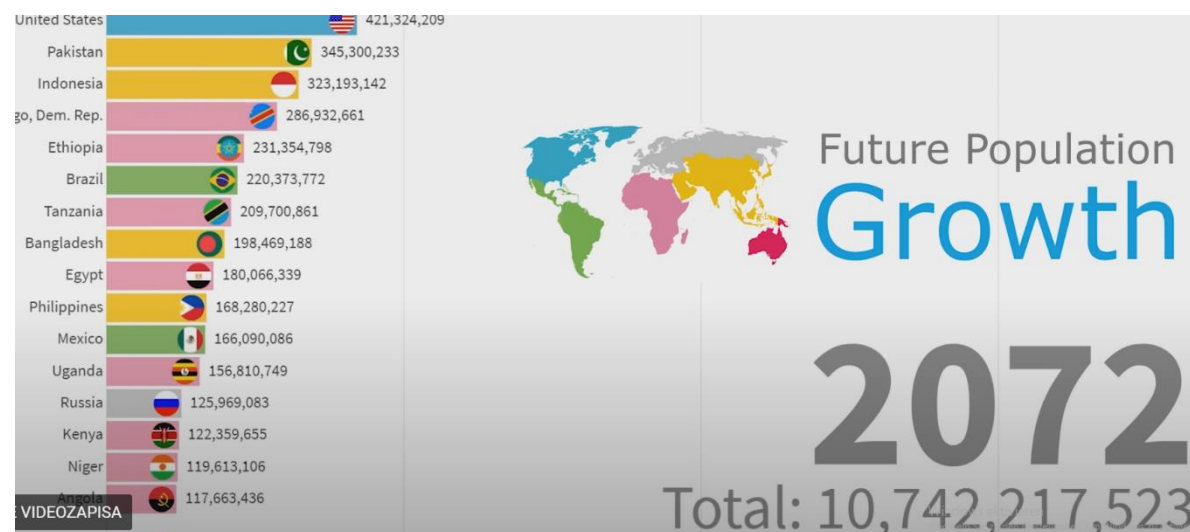 United States 421,324,209
Pakistan 345,300,233
Indonesia 323,193,142
go, Dem. Rep. 286,932,661
Ethiopia 231,354,798
Brazil 220,373,772
Tanzania 209,700,861
Bangladesh 198,469,188
Egypt 180,066,339
Philippines 168,280,227
Mexico 166,090,086
Uganda 156,810,749
Russia 125,969,083
Kenya 122,359,655
Niger 119,613,106
Angola 117,663,436
E VIDEOZAPISA
Future Population
Growth
2072
Total: 10,742,217,523